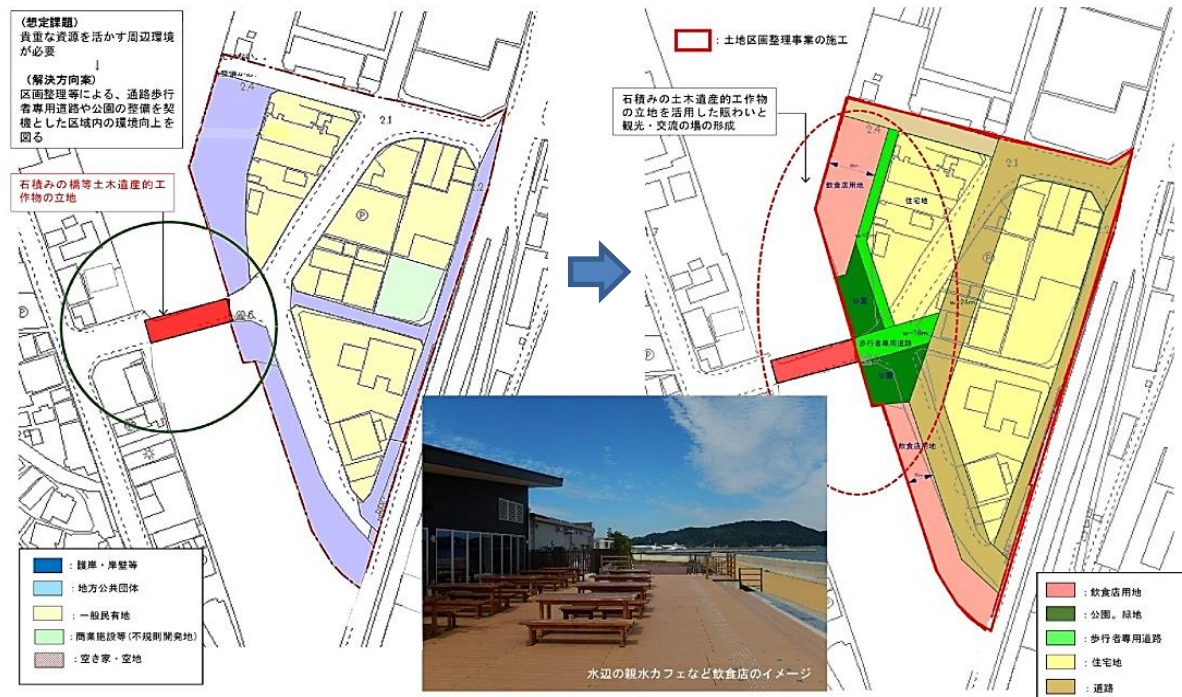 (想定課題)
貴重な資源を活かす周辺環境
が必要
↓
(解決方向案)
区画整理等による、通路歩行
者専用道路や公園の整備を契
機とした区域内の環境向上を
図る
石積みの橋等土木遺産的工
作物の立地
2.4
2.1
P
：護岸・岸壁等
：地方公共団体
：一般民有地
：商業施設等(不規則開発地)
：空き家・空地
：土地区画整理事業の施工
石積みの土木遺産的工作物
の立地を活用した賑わいと
観光・交流の場の形成
2.4
2.1
飲食店用地
住宅地
P
公園
w=24m
w=18m
歩行者専用道路
公園
飲食店用地
水辺の親水カフェなど飲食店のイメージ
：飲食店用地
：公園。緑地
：歩行者専用道路
：住宅地
：道路